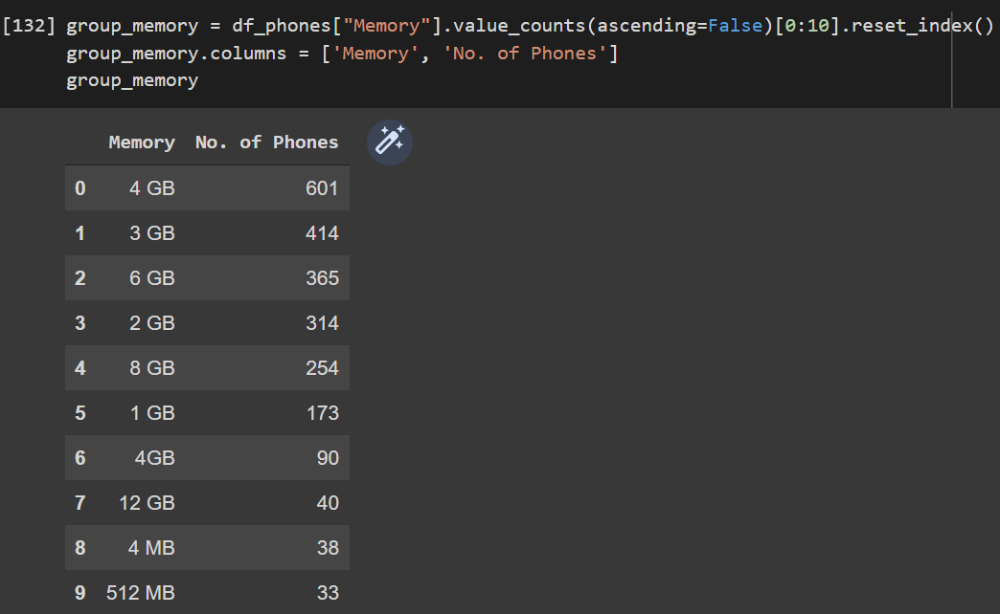 [132] group_memory = df_phones["Memory"].value_counts(ascending=False)[0:10].reset_index()
group_memory.columns = ['Memory', 'No. of Phones']
group_memory
Memory No. of Phones
0 4 GB 601
1 3 GB 414
2 6 GB 365
3 2 GB 314
4 8 GB 254
5 1 GB 173
6 4GB 90
7 12 GB 40
8 4 MB 38
9 512 MB 33